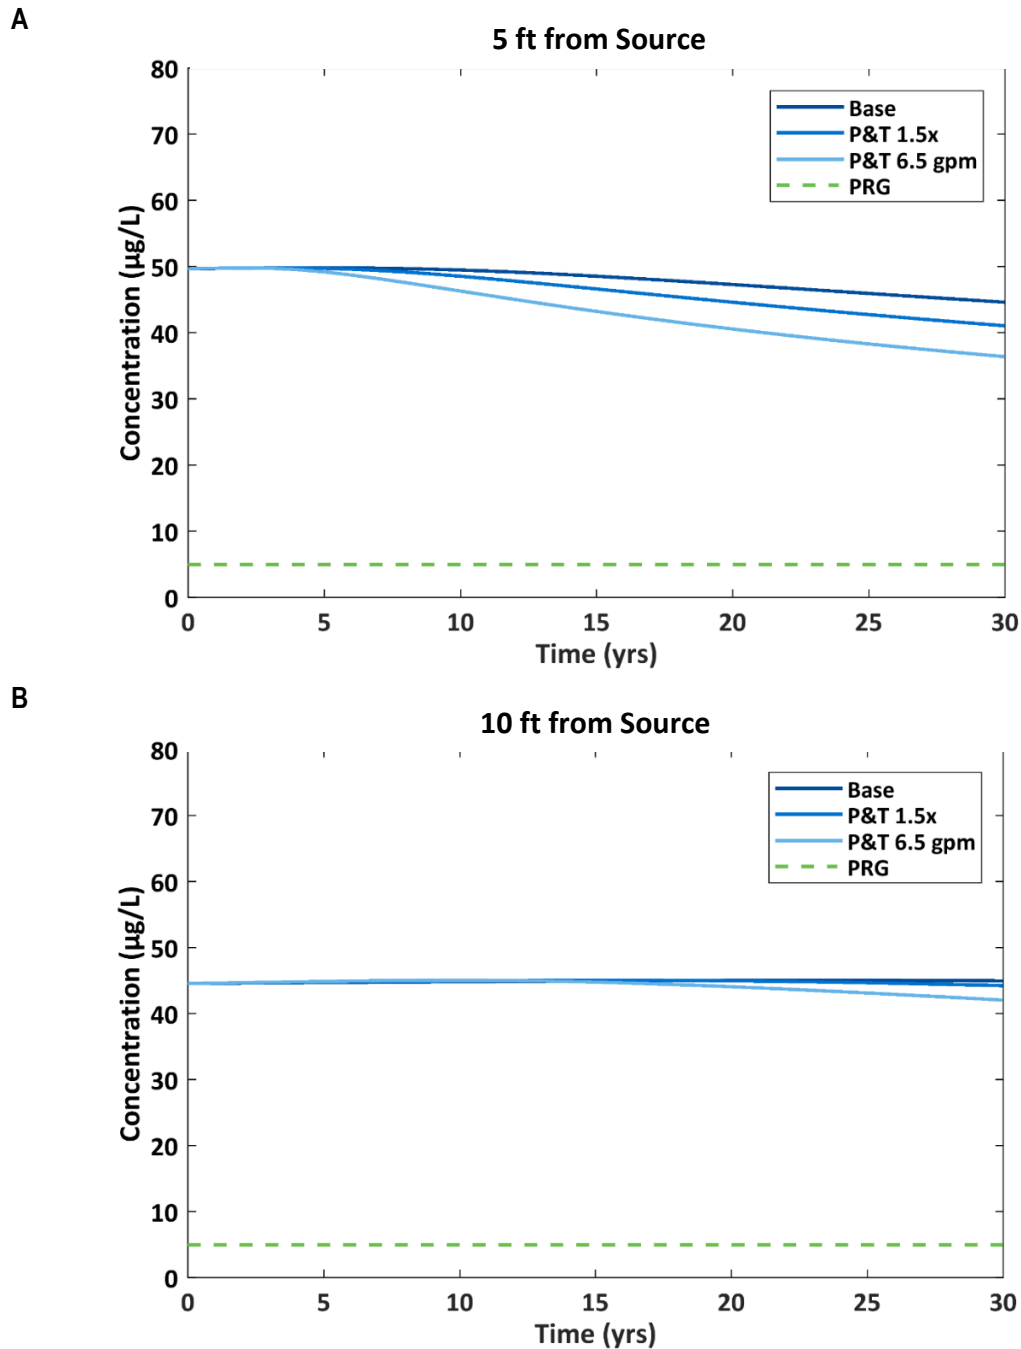 A
5 ft from Source
80
70
60
50
40
30
20
10
0
Concentration (µg/L)
Base
P&T 1.5x
P&T 6.5 gpm
PRG
0 5 10 15 20 25 30
Time (yrs)
B
10 ft from Source
80
70
60
50
40
30
20
10
0
Concentration (µg/L)
Base
P&T 1.5x
P&T 6.5 gpm
PRG
0 5 10 15 20 25 30
Time (yrs)